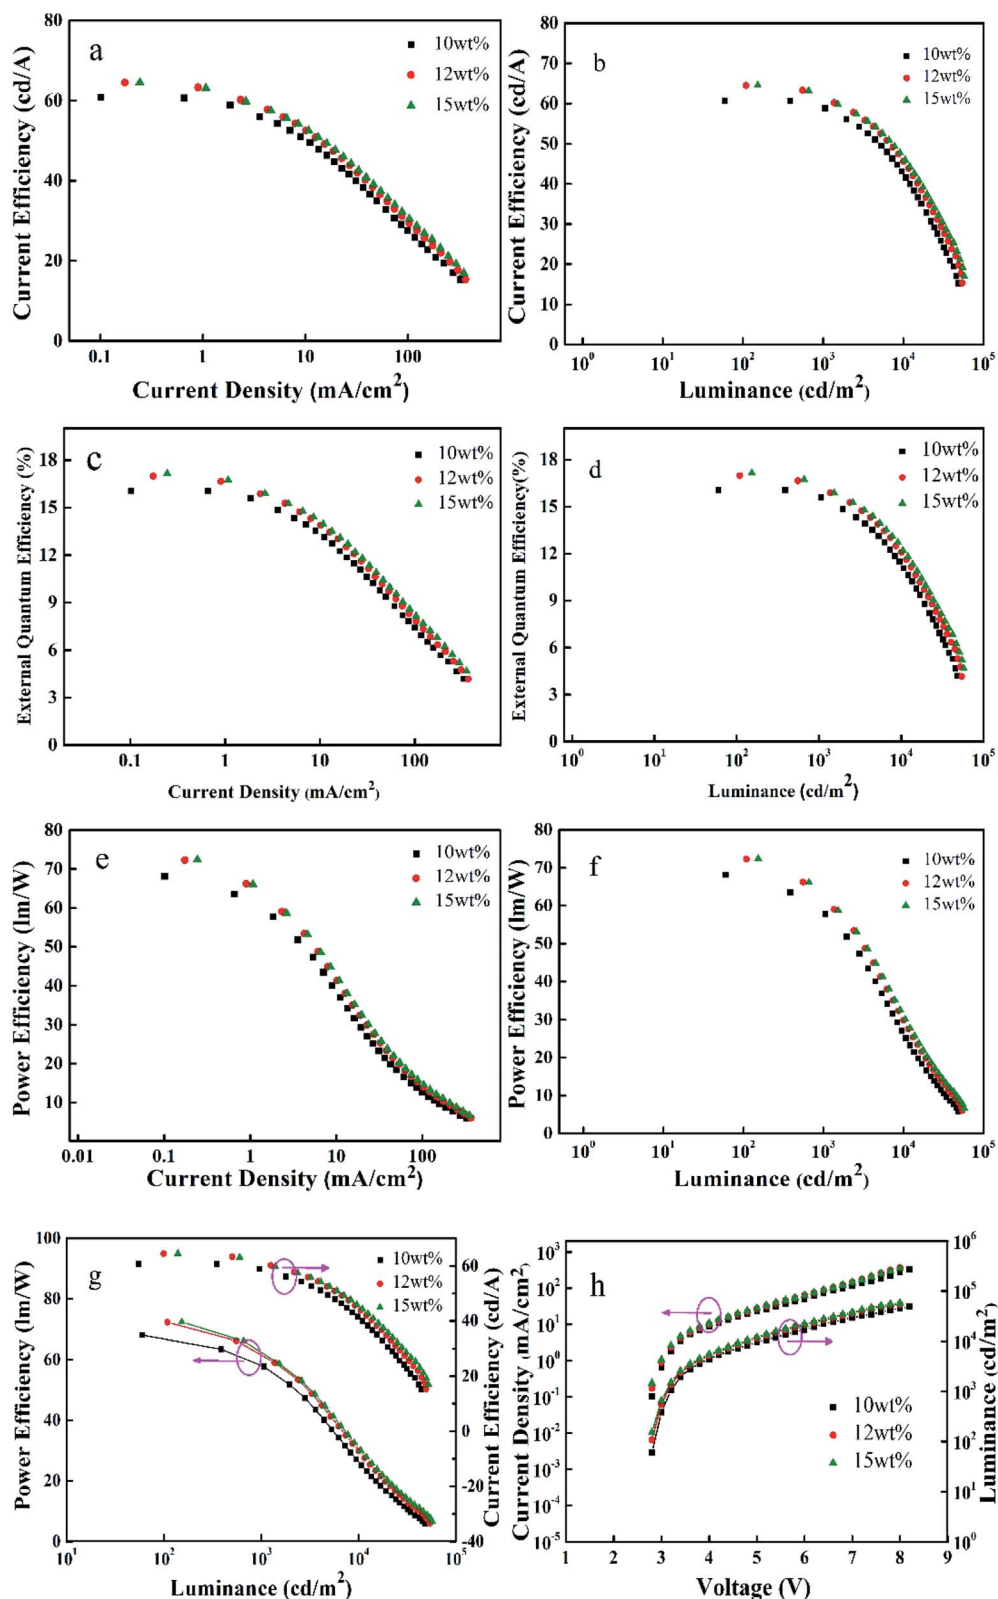 a
10wt%
12wt%
15wt%
Current Efficiency (cd/A)
80
60
40
20
0
0.1 1 10 100
Current Density (mA/cm²)
b
10wt%
12wt%
15wt%
Current Efficiency (cd/A)
80
70
60
50
40
30
20
10
0
10⁰ 10¹ 10² 10³ 10⁴ 10⁵
Luminance (cd/m²)
c
10wt%
12wt%
15wt%
External Quantum Efficiency (%)
18
15
12
9
6
3
0
0.1 1 10 100
Current Density (mA/cm²)
d
10wt%
12wt%
15wt%
External Quantum Efficiency(%)
18
15
12
9
6
3
0
10⁰ 10¹ 10² 10³ 10⁴ 10⁵
Luminance (cd/m²)
e
10wt%
12wt%
15wt%
Power Efficiency (lm/W)
80
70
60
50
40
30
20
10
0.01 0.1 1 10 100
Current Density (mA/cm²)
f
10wt%
12wt%
15wt%
Power Efficiency (lm/W)
80
70
60
50
40
30
20
10
0
10⁰ 10¹ 10² 10³ 10⁴ 10⁵
Luminance (cd/m²)
g
10wt%
12wt%
15wt%
Power Efficiency (lm/W)
100
80
60
40
20
0
Current Efficiency (cd/A)
60
40
20
0
-20
-40
10¹ 10² 10³ 10⁴ 10⁵
Luminance (cd/m²)
h
10wt%
12wt%
15wt%
Current Density (mA/cm²)
10³
10²
10¹
10⁰
10⁻¹
10⁻²
10⁻³
10⁻⁴
10⁻⁵
Luminance (cd/m²)
10⁶
10⁵
10⁴
10³
10²
10¹
10⁰
1 2 3 4 5 6 7 8 9
Voltage (V)